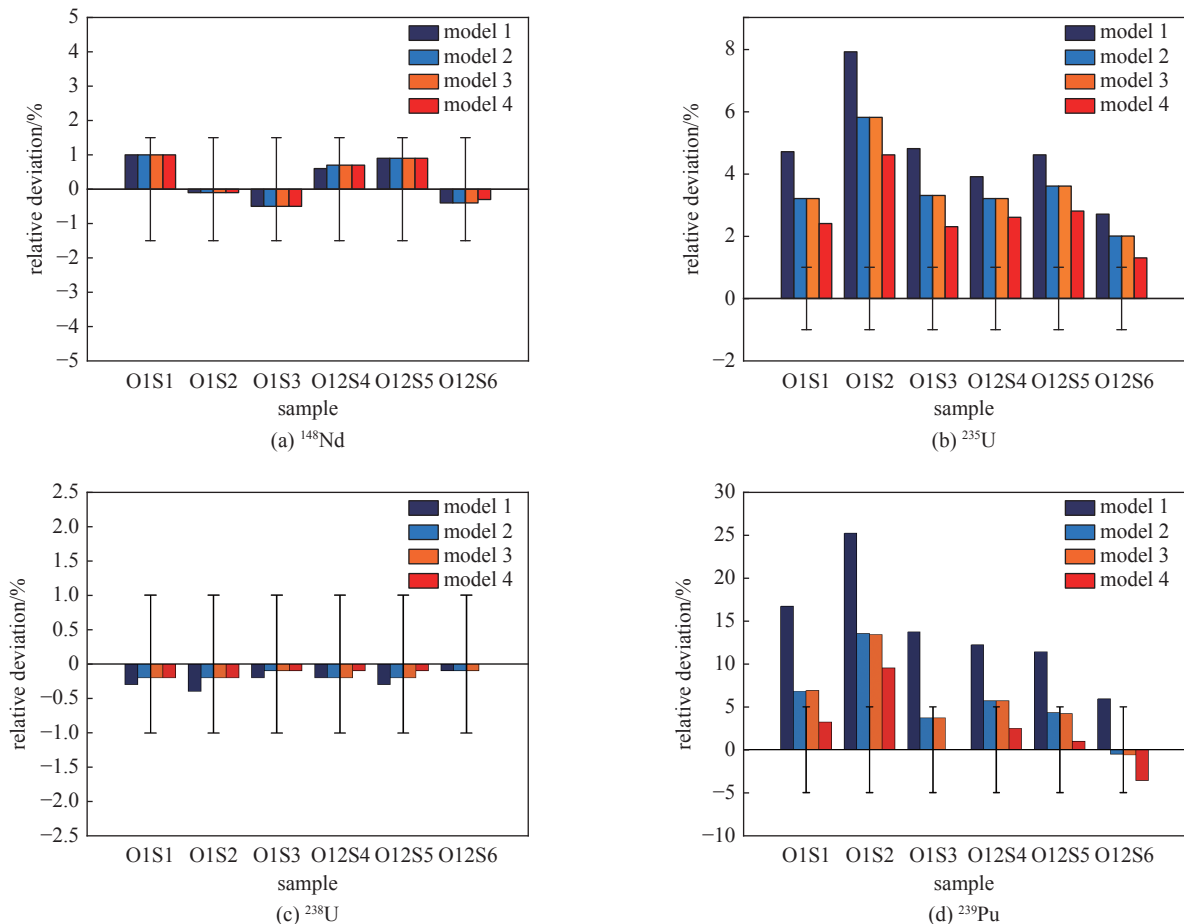 5
4
3
2
1
0
−1
−2
−3
−4
−5
relative deviation/%
model 1
model 2
model 3
model 4
O1S1 O1S2 O1S3 O12S4 O12S5 O12S6
sample
(a) ¹⁴⁸Nd
8
6
4
2
0
−2
relative deviation/%
model 1
model 2
model 3
model 4
O1S1 O1S2 O1S3 O12S4 O12S5 O12S6
sample
(b) ²³⁵U
2.5
2.0
1.5
1.0
0.5
0
−0.5
−1.0
−1.5
−2.0
−2.5
relative deviation/%
model 1
model 2
model 3
model 4
O1S1 O1S2 O1S3 O12S4 O12S5 O12S6
sample
(c) ²³⁸U
30
25
20
15
10
5
0
−5
−10
relative deviation/%
model 1
model 2
model 3
model 4
O1S1 O1S2 O1S3 O12S4 O12S5 O12S6
sample
(d) ²³⁹Pu